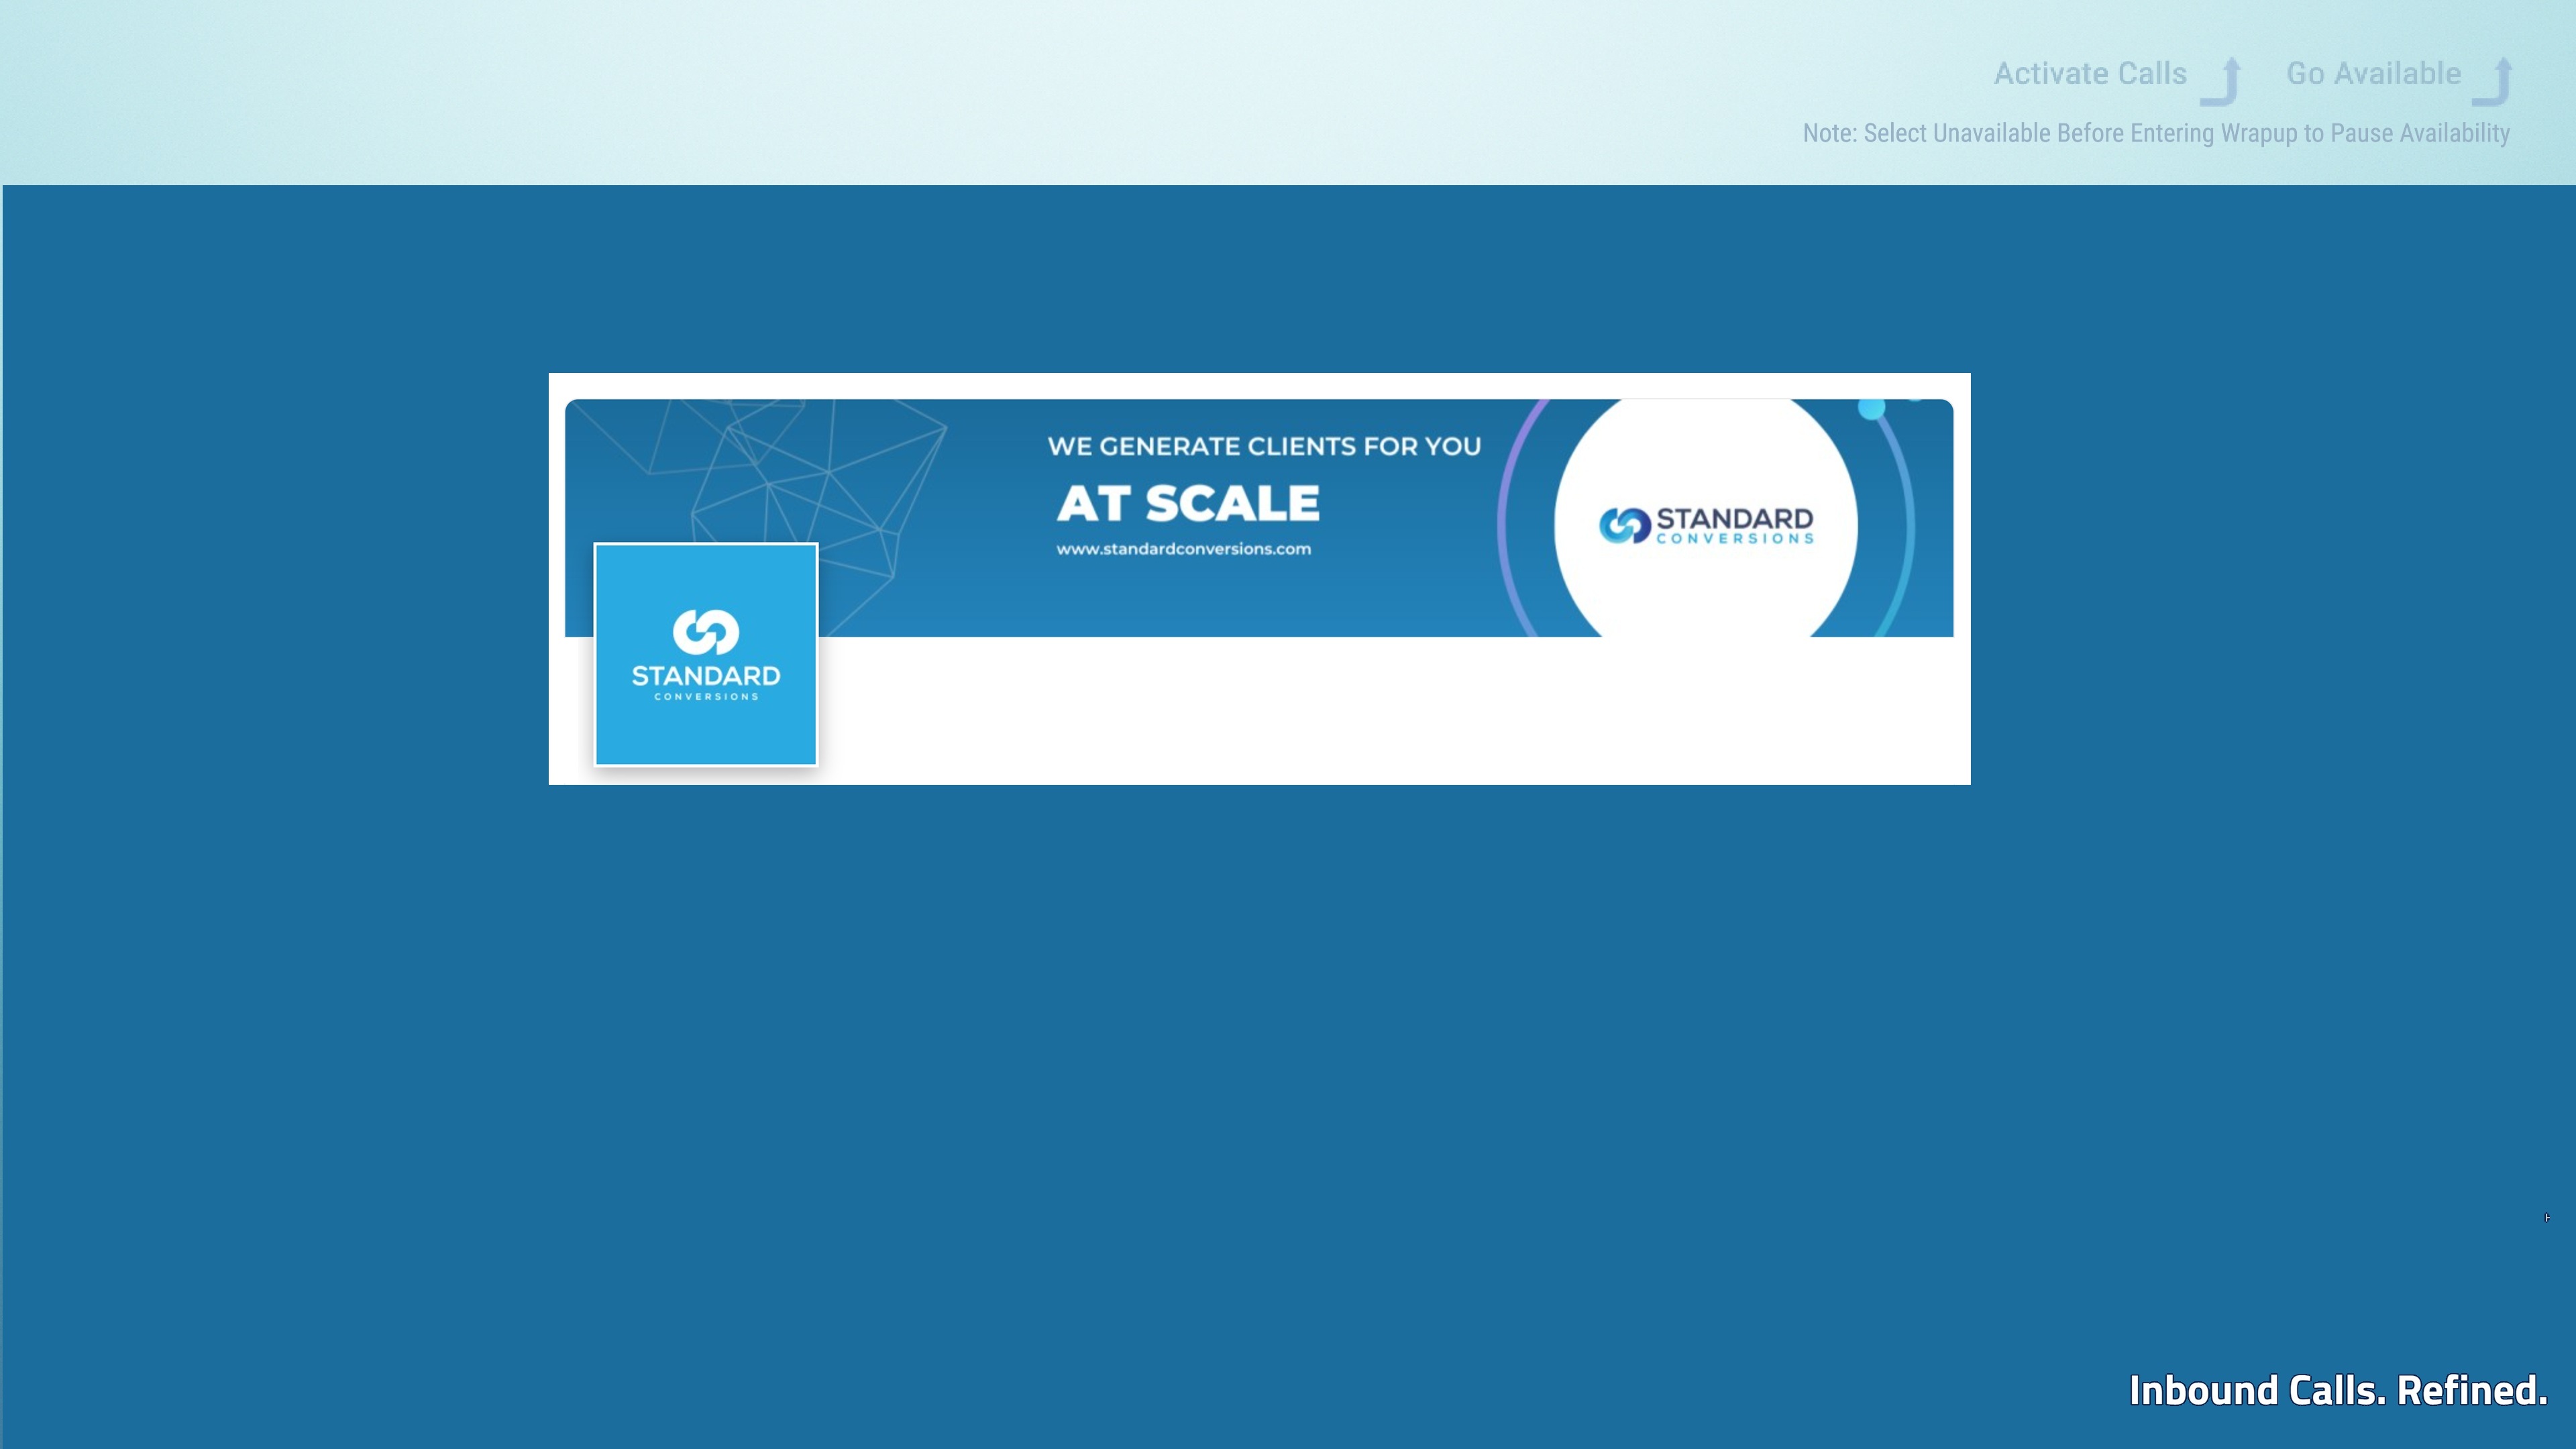 Activate Calls Go Available
Note: Select Unavailable Before Entering Wrapup to Pause Availability
WE GENERATE CLIENTS FOR YOU
AT SCALE
www.standardconversions.com
STANDARD
CONVERSIONS
STANDARD
CONVERSIONS
Inbound Calls. Refined.